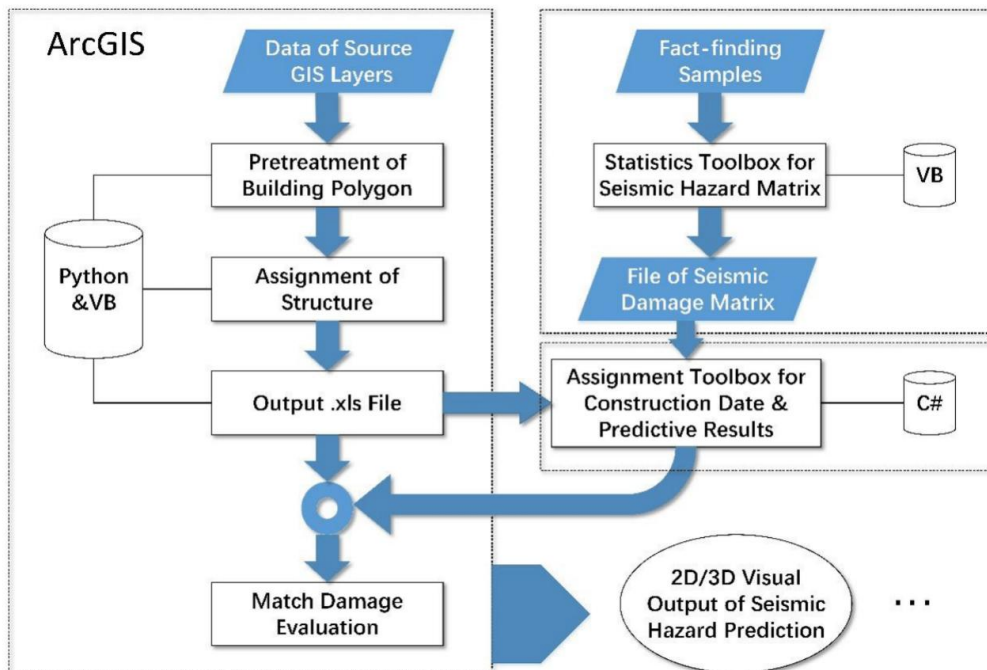 ArcGIS
Data of Source
GIS Layers
Pretreatment of
Building Polygon
Python
&VB
Assignment of
Structure
Output .xls File
Match Damage
Evaluation
Fact-finding
Samples
Statistics Toolbox for
Seismic Hazard Matrix
VB
File of Seismic
Damage Matrix
Assignment Toolbox for
Construction Date &
Predictive Results
C#
2D/3D Visual
Output of Seismic
Hazard Prediction
...